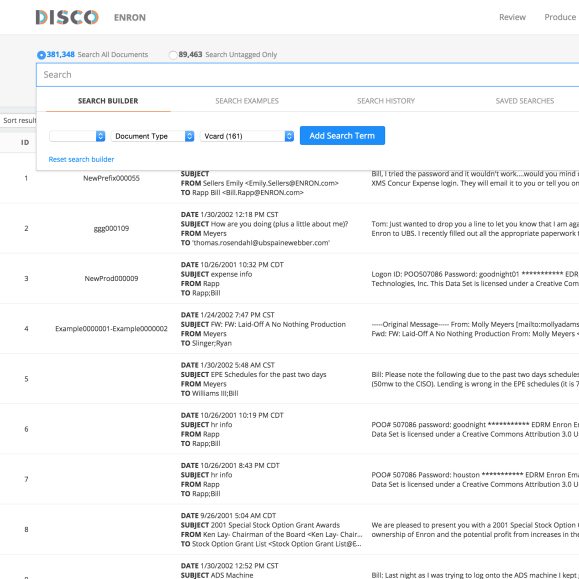 DISCO ENRON Review Produce
381,348 Search All Documents 89,463 Search Untagged Only
Search
SEARCH BUILDER SEARCH EXAMPLES SEARCH HISTORY SAVED SEARCHES
Sort result
Document Type Vcard (161) Add Search Term
ID
Reset search builder
SUBJECT
Bill, I tried the password and it wouldn't work....would you mind
1 NewPrefix000055 FROM Sellers Emily <Emily.Sellers@ENRON.com>
XMS Concur Expense login. They will email it to you or tell you on
TO Rapp Bill <Bill.Rapp@ENRON.com>
DATE 1/30/2002 12:18 PM CST
SUBJECT How are you doing (plus a little about me)?
Tom: Just wanted to drop you a line to let you know that I am aga
2 ggg000109
FROM Meyers
Enron to UBS. I recently filled out all the appropriate paperwork
TO 'thomas.rosendahl@ubspainewebber.com'
DATE 10/26/2001 10:32 PM CDT
SUBJECT expense info
Logon ID: POO507086 Password: goodnight01 *********** EDR
3 NewProd000009
FROM Rapp
Technologies, Inc. This Data Set is licensed under a Creative Com
TO Rapp;Bill
DATE 1/24/2002 7:47 PM CST
SUBJECT FW: FW: Laid-Off A No Nothing Production
-----Original Message----- From: Molly Meyers [mailto:mollyadams
4 Example0000001-Example0000002
FROM Meyers
Fwd: FW: Laid-Off A No Nothing Production From: Molly Meyers <
TO Slinger;Ryan
DATE 1/30/2002 5:48 AM CST
SUBJECT EPE Schedules for the past two days
Bill: Please note the following due to the past two days schedules
5
FROM Meyers
(50mw to the CISO). Lending is wrong in the EPE schedules (it is 7
TO Williams III;Bill
DATE 10/26/2001 10:19 PM CDT
SUBJECT hr info
POO# 507086 password: goodnight *********** EDRM Enron E
6
FROM Rapp
Data Set is licensed under a Creative Commons Attribution 3.0 U
TO Rapp;Bill
DATE 10/26/2001 8:43 PM CDT
SUBJECT hr info
POO# 507086 Password: houston *********** EDRM Enron Ema
7
FROM Rapp
Data Set is licensed under a Creative Commons Attribution 3.0 U
TO Rapp;Bill
DATE 9/26/2001 5:04 AM CDT
SUBJECT 2001 Special Stock Option Grant Awards
We are pleased to present you with a 2001 Special Stock Option
8
FROM Ken Lay- Chairman of the Board <Ken Lay- Chair...
ownership of Enron and the potential profit from increases in the
TO Stock Option Grant List <Stock Option Grant List@E...
DATE 1/30/2002 12:52 PM CST
SUBJECT ADS Machine
Bill: Last night as I was trying to log onto the ADS machine I kept